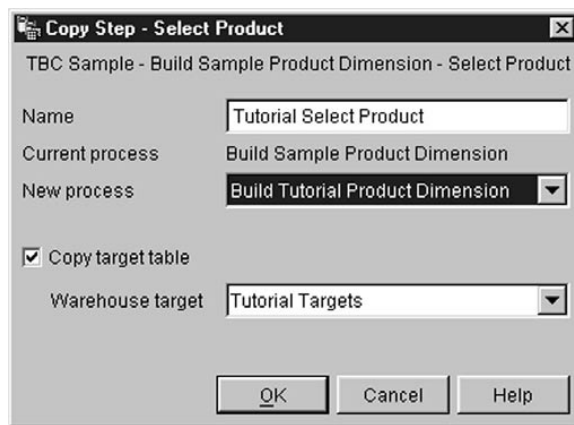 Copy Step - Select Product
TBC Sample - Build Sample Product Dimension - Select Product
Name Tutorial Select Product
Current process Build Sample Product Dimension
New process Build Tutorial Product Dimension
Copy target table
Warehouse target Tutorial Targets
OK Cancel Help